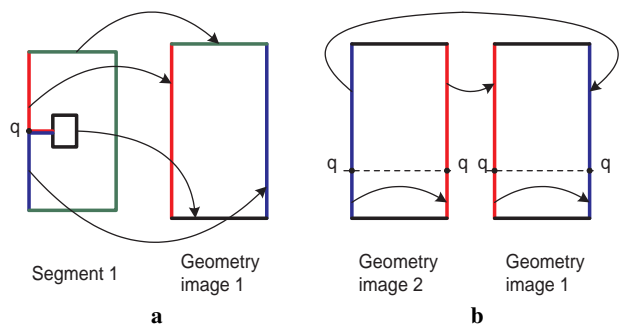 q
Segment 1
Geometry
image 1
a
q
q
q
q
Geometry
image 2
Geometry
image 1
b